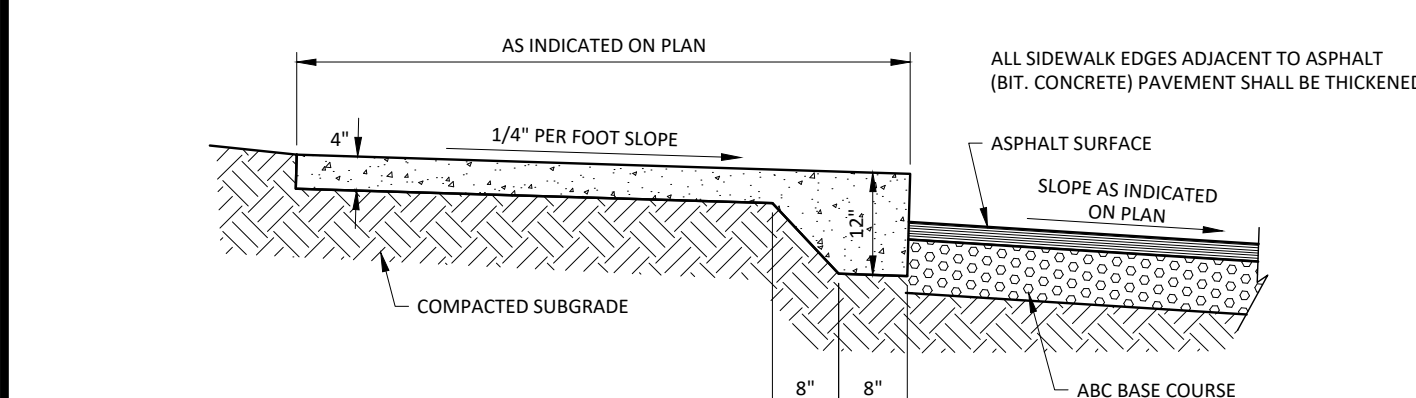 AS INDICATED ON PLAN
ALL SIDEWALK EDGES ADJACENT TO ASPHALT
(BIT. CONCRETE) PAVEMENT SHALL BE THICKENED
4"
1/4" PER FOOT SLOPE
ASPHALT SURFACE
SLOPE AS INDICATED
ON PLAN
12"
COMPACTED SUBGRADE
8"
8"
ABC BASE COURSE